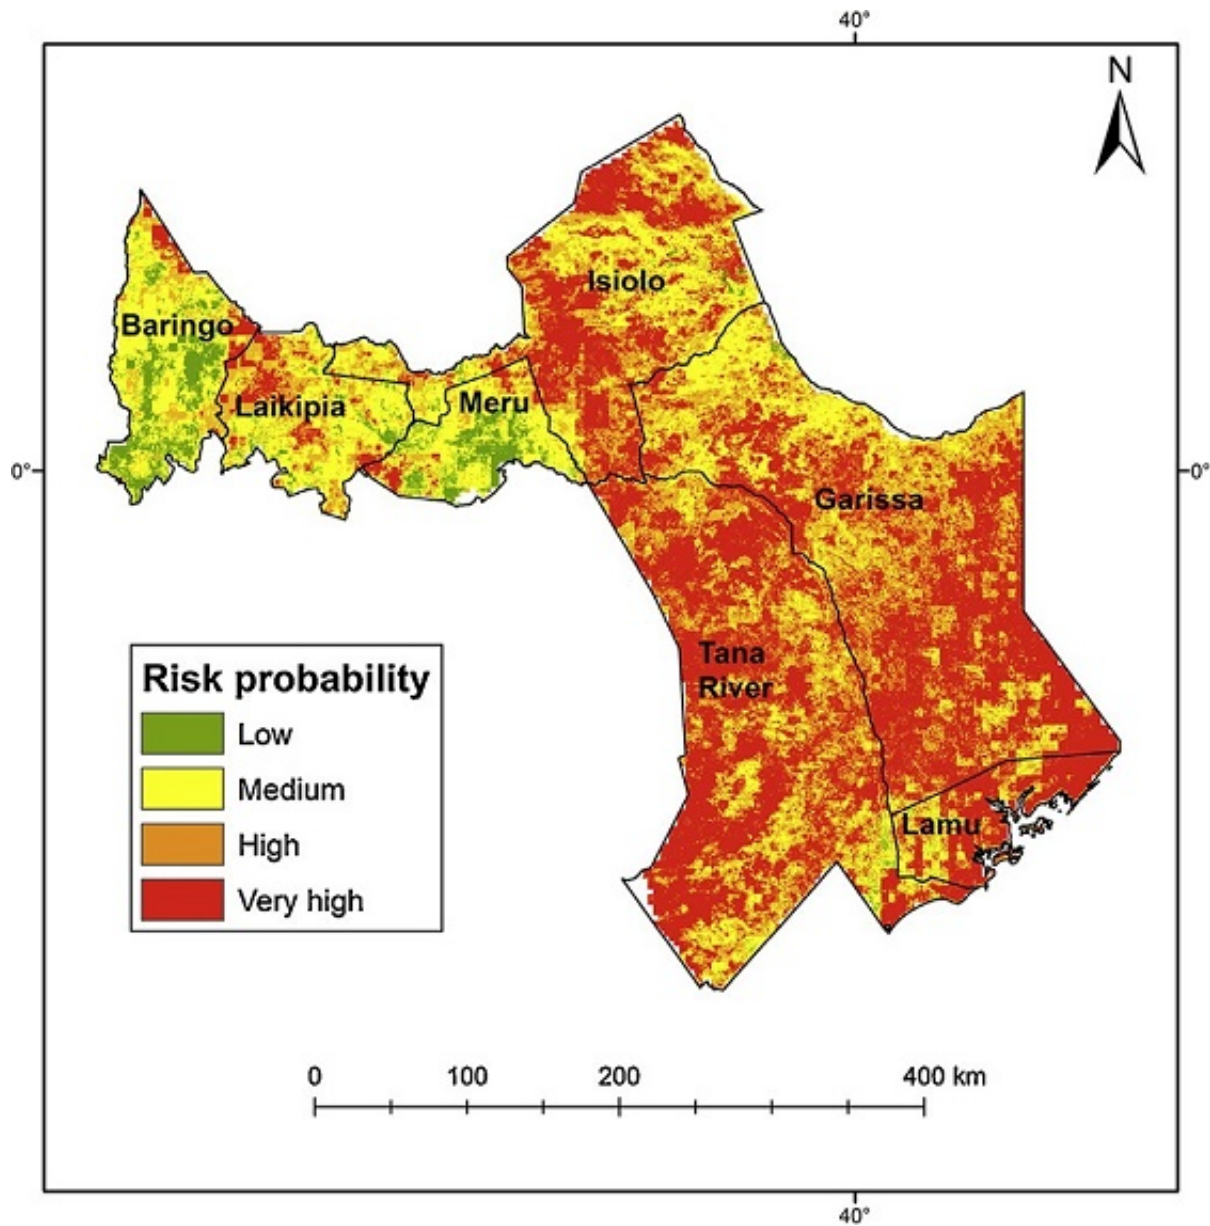 40°
N
Isiolo
Baringo
Laikipia
Meru
0°
0°
Garissa
Tana
River
Risk probability
Low
Medium
High
Very high
Lamu
0
100
200
400 km
40°